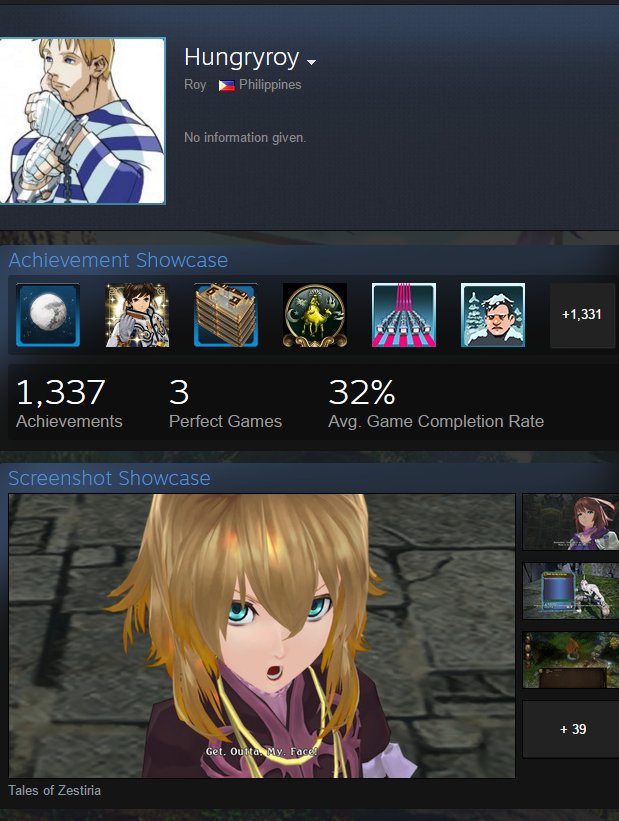 Hungryroy
Roy Philippines
No information given.
Achievement Showcase
+1,331
1,337 3 32%
Achievements Perfect Games Avg. Game Completion Rate
Screenshot Showcase
Get. Outta. My. Face!
+ 39
Tales of Zestiria